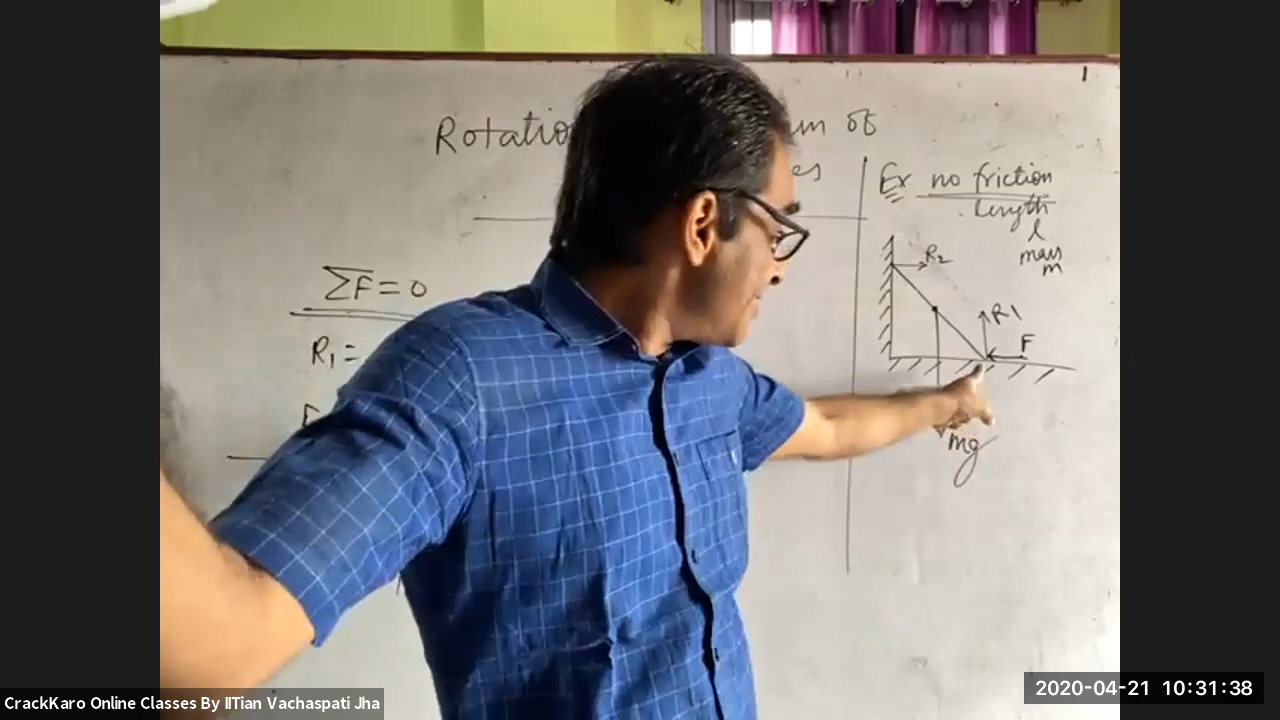 Rotatio um of
es
Ex no friction
Length
l
mass
m
ΣF = 0
R₁ =
R₂
R1
F
mg
CrackKaro Online Classes By IITian Vachaspati Jha
2020-04-21 10:31:38